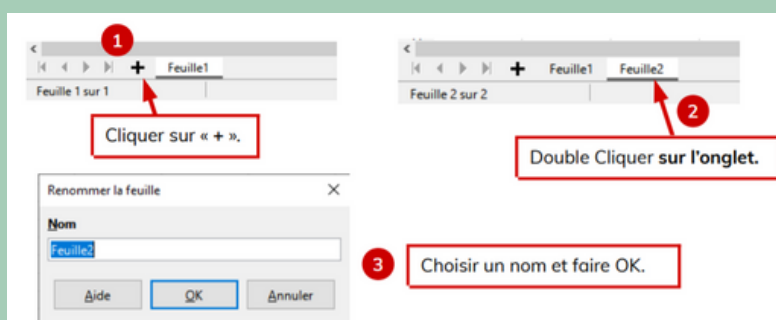 1
+ Feuille1
Feuille 1 sur 1
Cliquer sur « + ».
+ Feuille1 Feuille2
Feuille 2 sur 2
2
Double Cliquer sur l'onglet.
Renommer la feuille
Nom
Feuille2
Aide OK Annuler
3
Choisir un nom et faire OK.